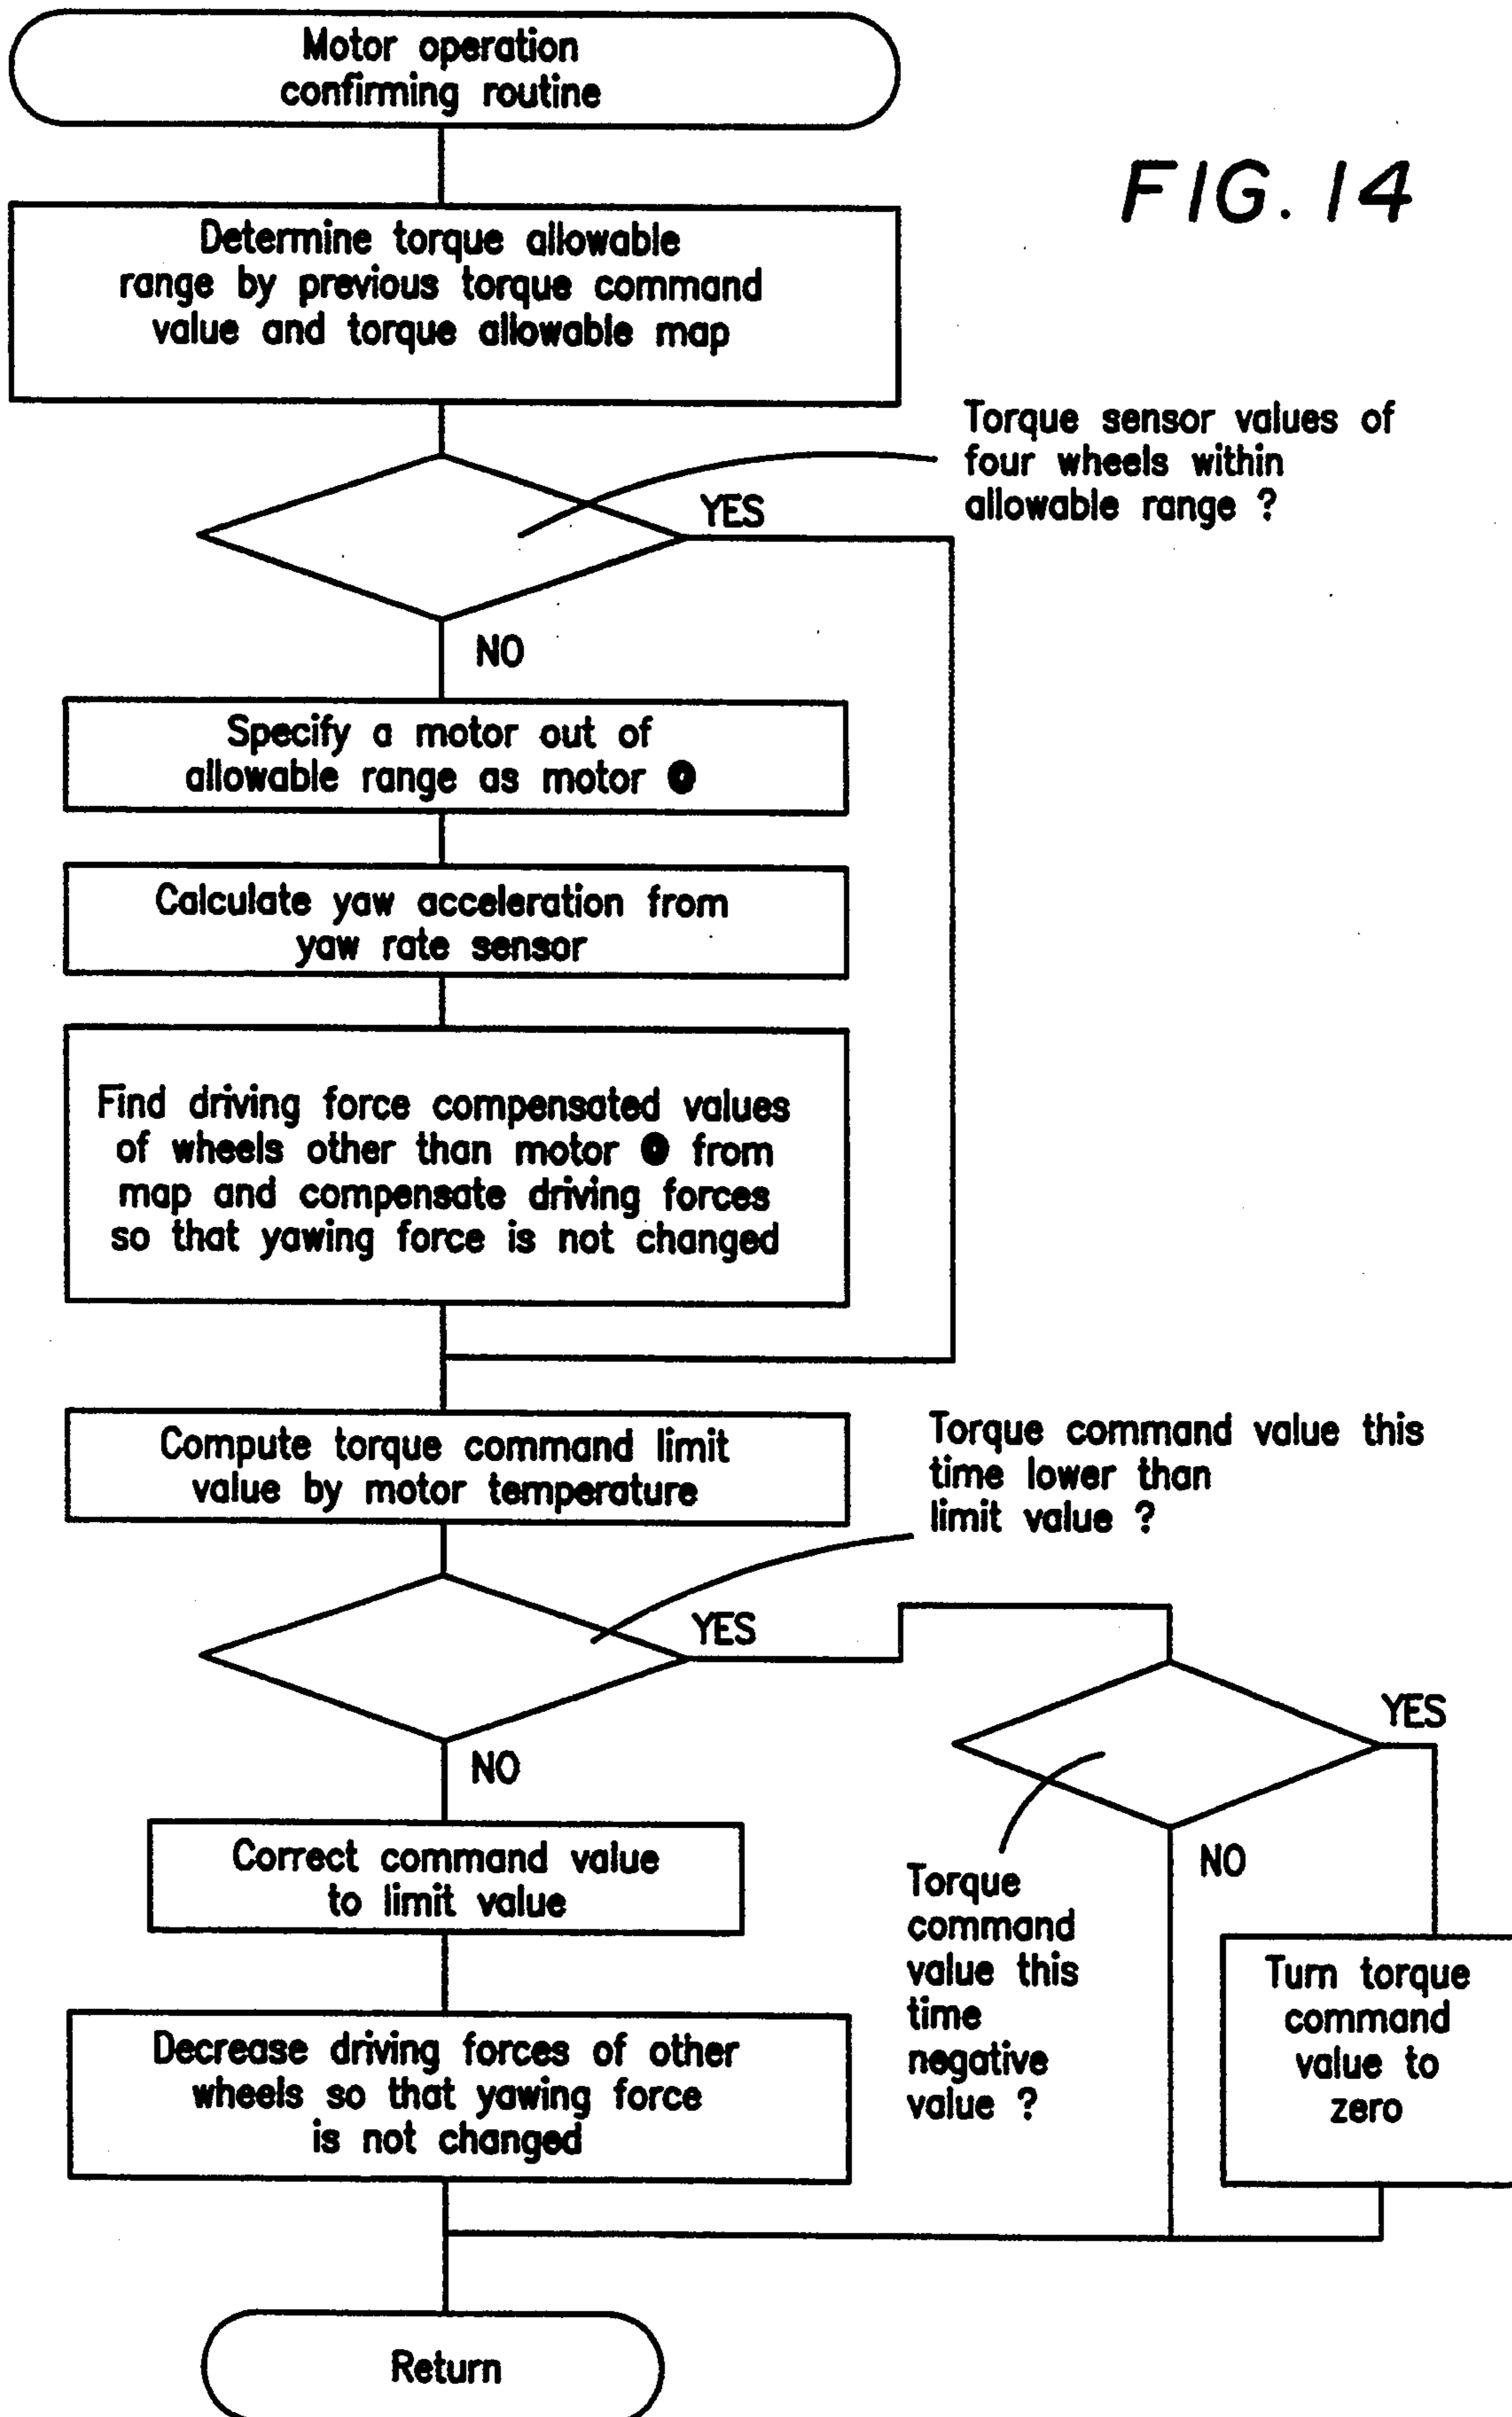 Motor operation
confirming routine
FIG. 14
Determine torque allowable
range by previous torque command
value and torque allowable map
Torque sensor values of
four wheels within
allowable range ?
YES
NO
Specify a motor out of
allowable range as motor
Calculate yaw acceleration from
yaw rate sensor
Find driving force compensated values
of wheels other than motor from
map and compensate driving forces
so that yawing force is not changed
Compute torque command limit
value by motor temperature
Torque command value this
time lower than
limit value ?
YES
NO
YES
NO
Torque
command
value this
time
negative
value ?
Correct command value
to limit value
Turn torque
command
value to
zero
Decrease driving forces of other
wheels so that yawing force
is not changed
Return